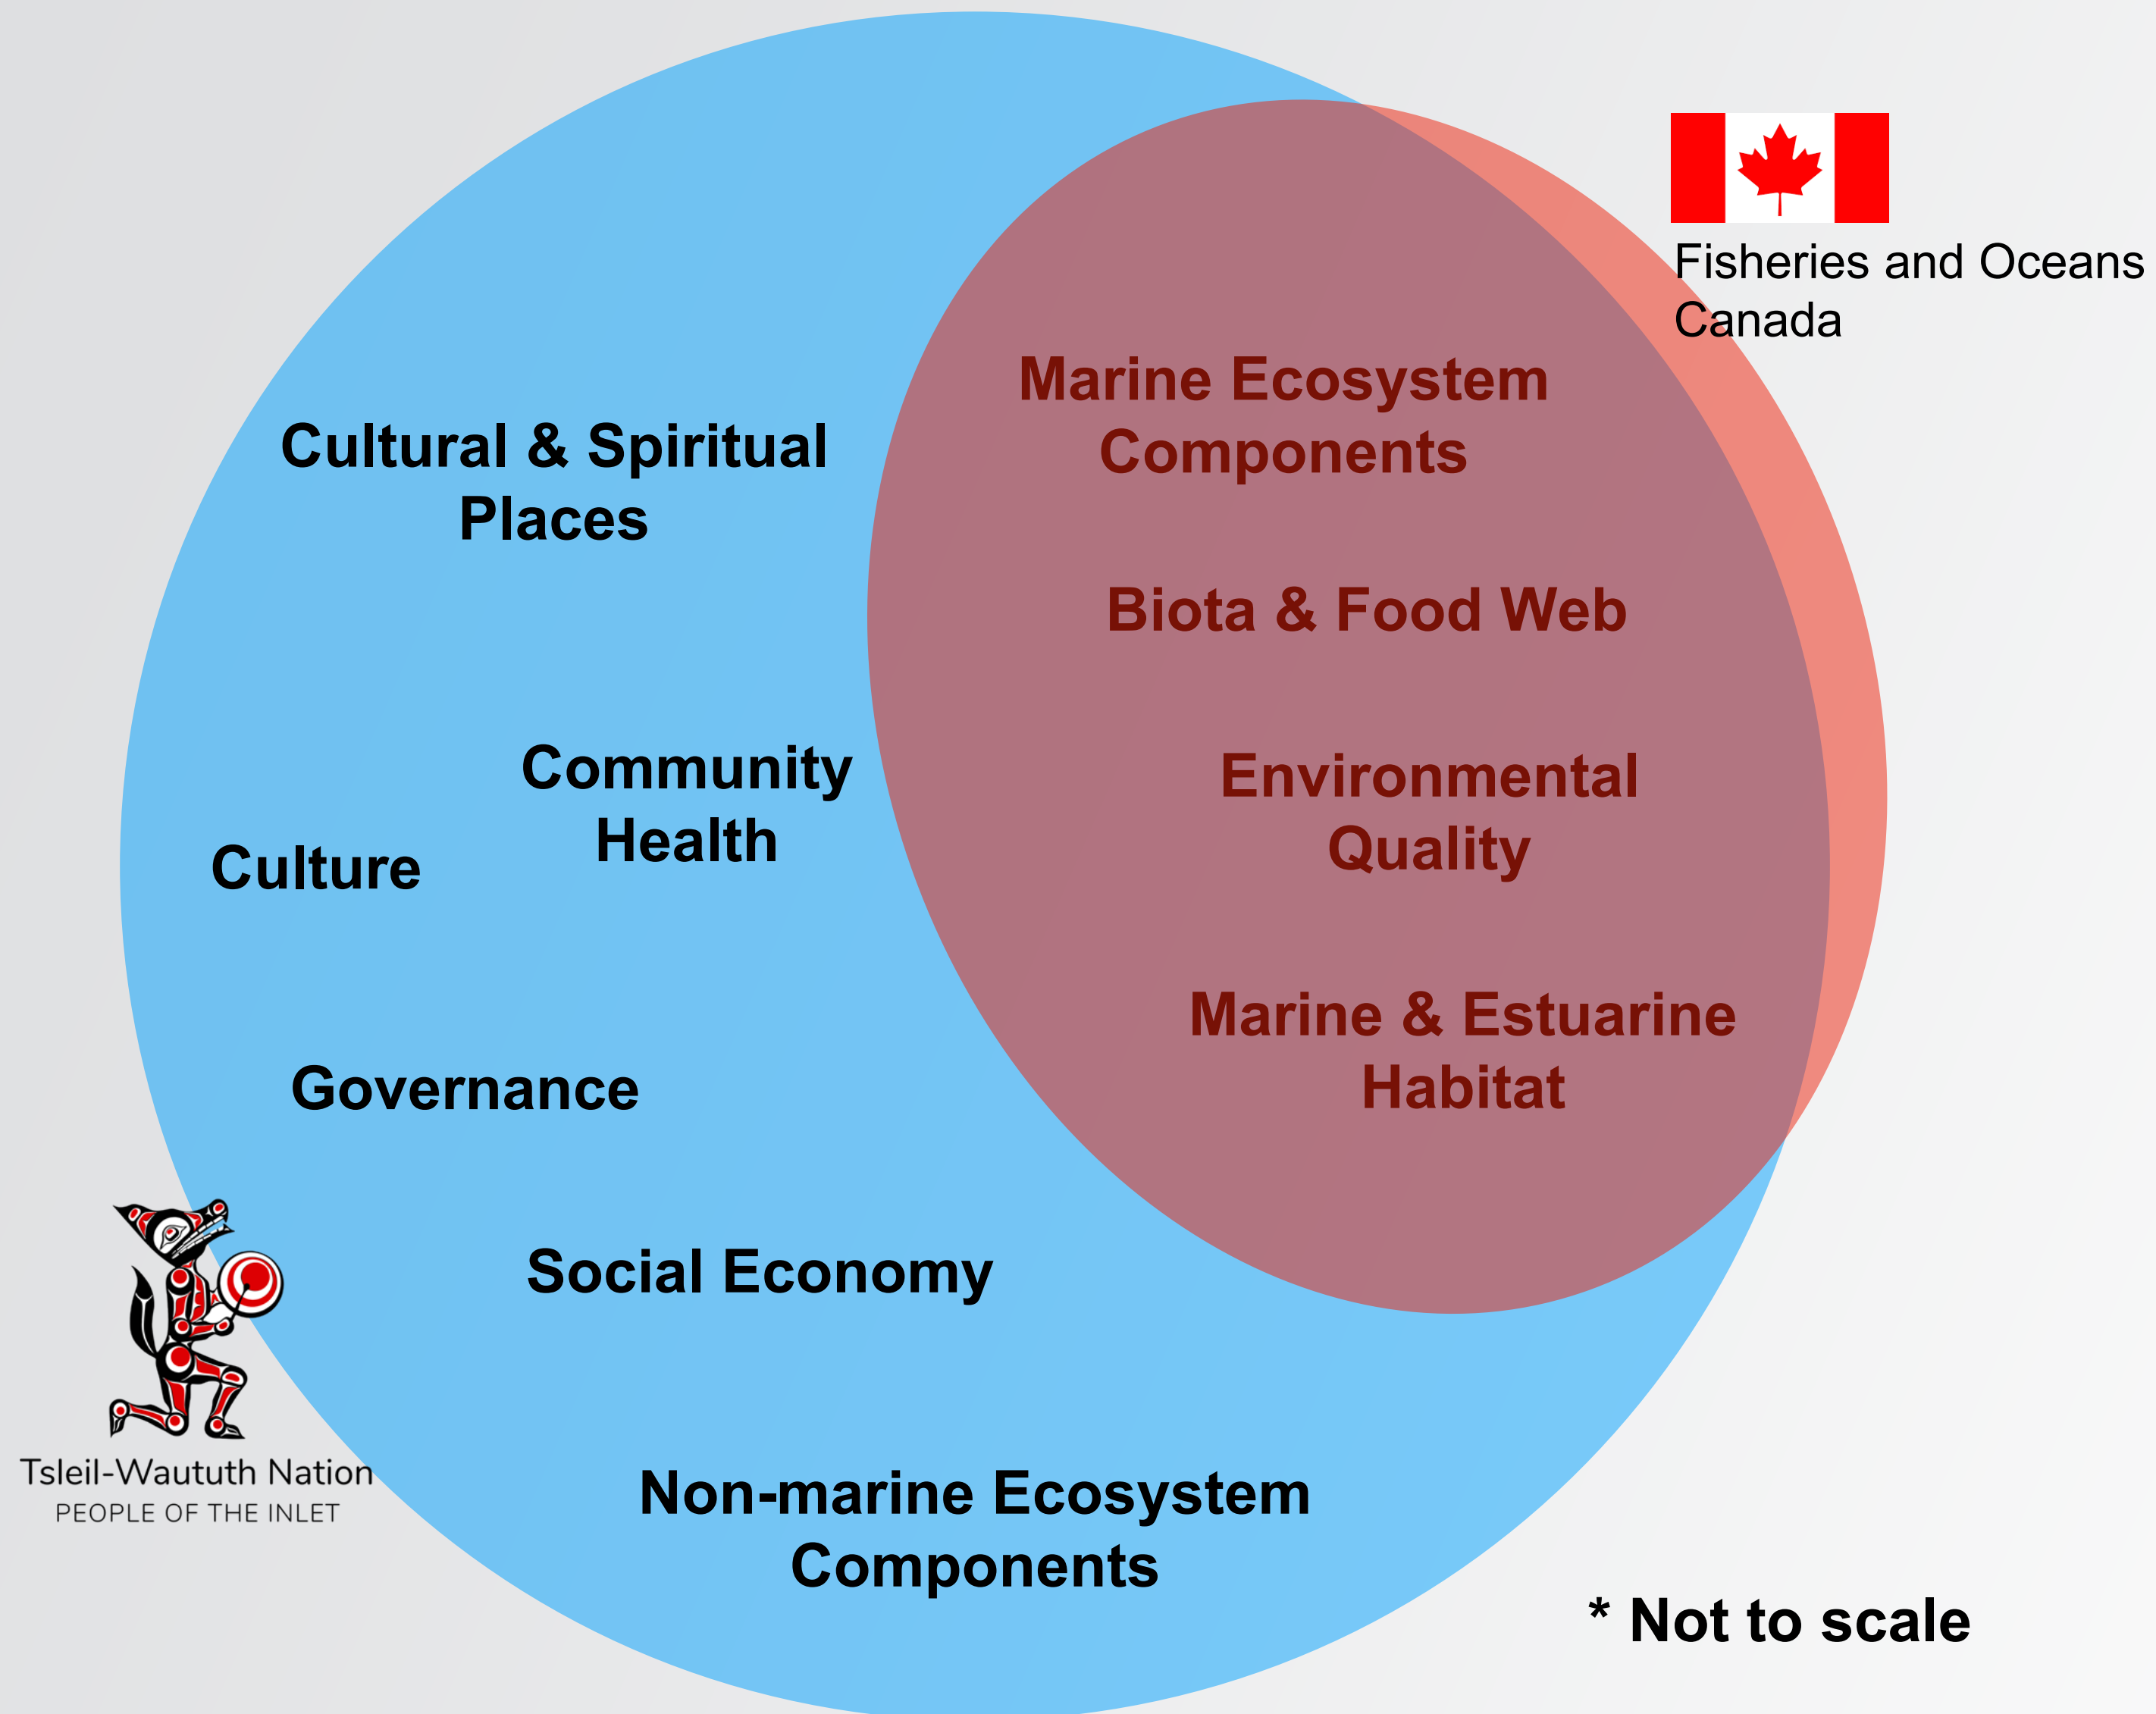 Fisheries and Oceans
Canada
Marine Ecosystem
Components
Cultural & Spiritual
Places
Biota & Food Web
Community
Health
Environmental
Quality
Culture
Marine & Estuarine
Habitat
Governance
Social Economy
Tsleil-Waututh Nation
PEOPLE OF THE INLET
Non-marine Ecosystem
Components
* Not to scale